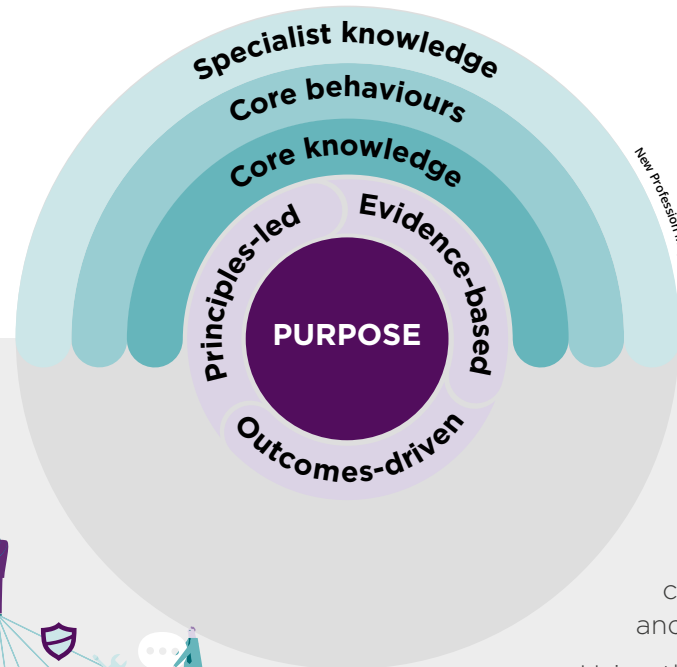 Specialist knowledge
Core behaviours
Core knowledge
Principles-led
Evidence-based
PURPOSE
Outcomes-driven
New Profession
and